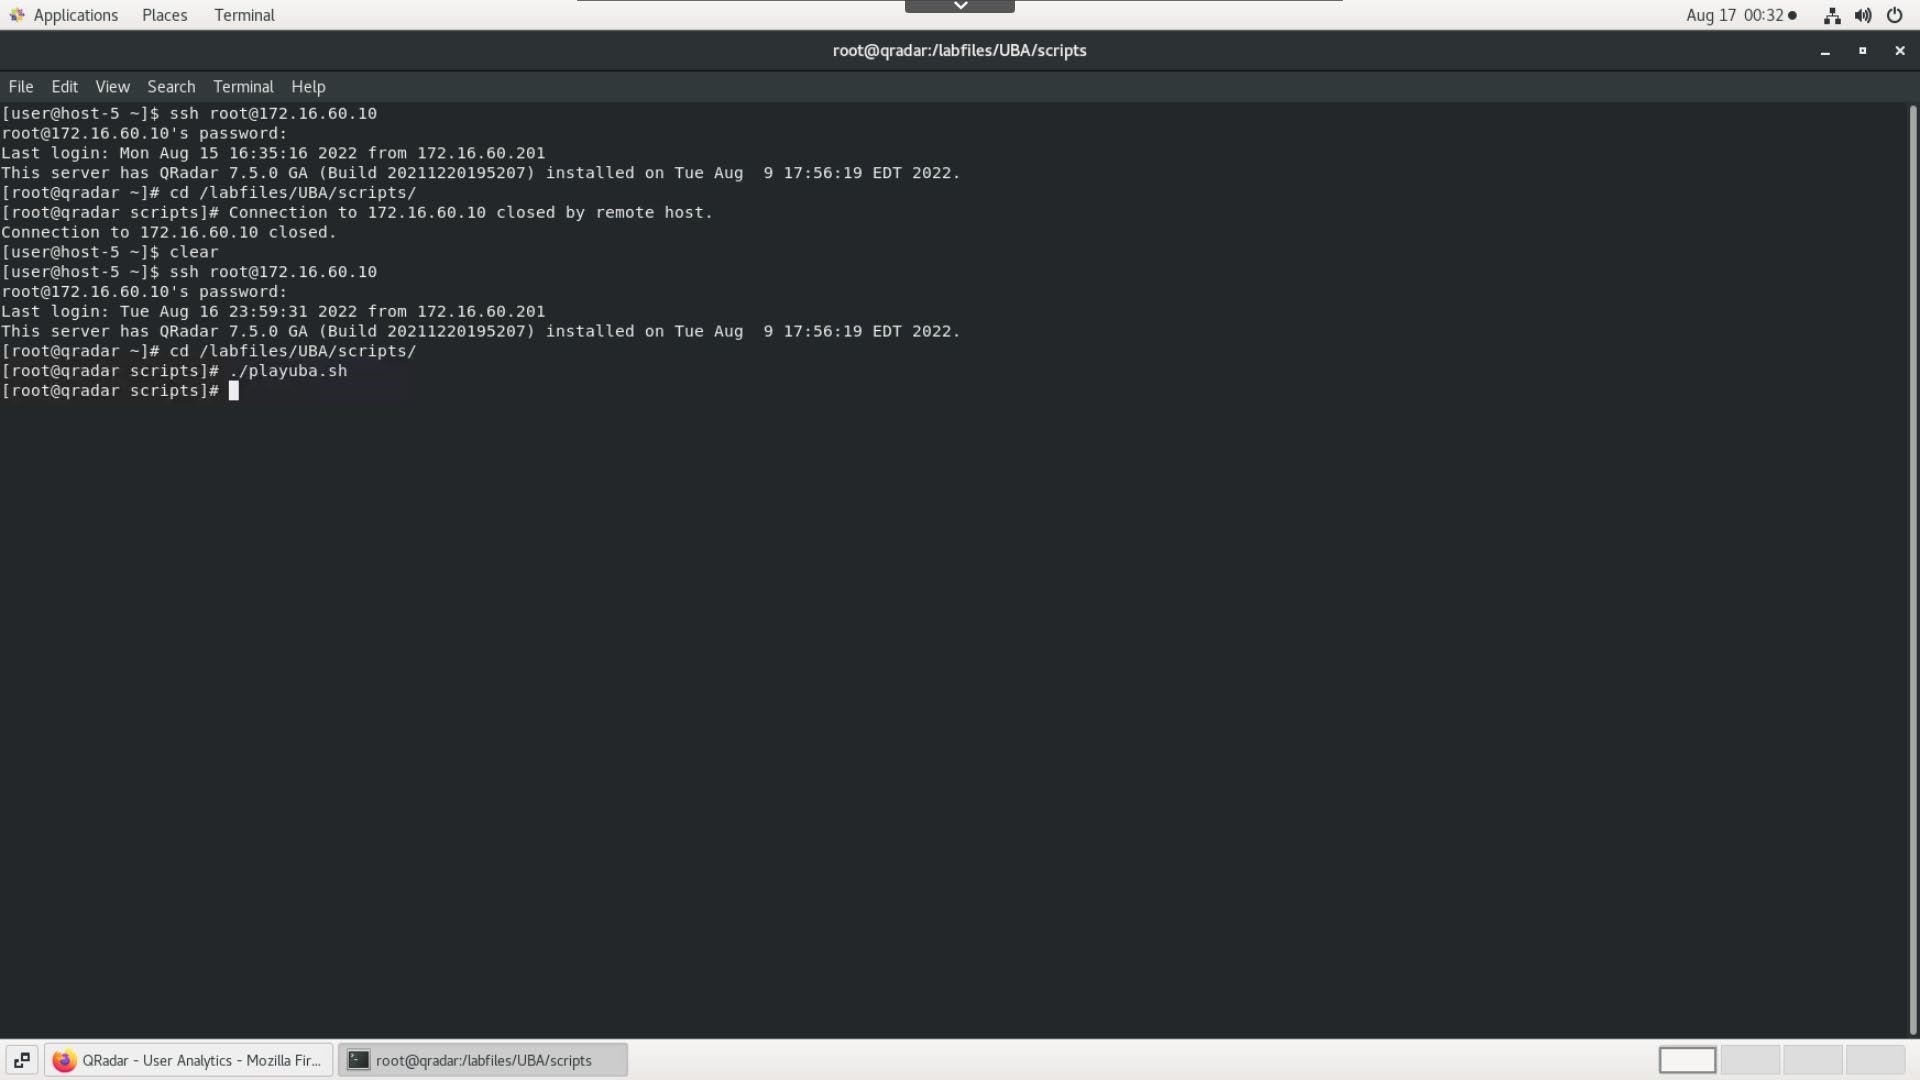 Applications Places Terminal Aug 17 00:32
root@qradar:/labfiles/UBA/scripts
File Edit View Search Terminal Help
[user@host-5 ~]$ ssh root@172.16.60.10
root@172.16.60.10's password:
Last login: Mon Aug 15 16:35:16 2022 from 172.16.60.201
This server has QRadar 7.5.0 GA (Build 20211220195207) installed on Tue Aug  9 17:56:19 EDT 2022.
[root@qradar ~]# cd /labfiles/UBA/scripts/
[root@qradar scripts]# Connection to 172.16.60.10 closed by remote host.
Connection to 172.16.60.10 closed.
[user@host-5 ~]$ clear
[user@host-5 ~]$ ssh root@172.16.60.10
root@172.16.60.10's password:
Last login: Tue Aug 16 23:59:31 2022 from 172.16.60.201
This server has QRadar 7.5.0 GA (Build 20211220195207) installed on Tue Aug  9 17:56:19 EDT 2022.
[root@qradar ~]# cd /labfiles/UBA/scripts/
[root@qradar scripts]# ./playuba.sh
[root@qradar scripts]#
QRadar - User Analytics - Mozilla Fir... root@qradar:/labfiles/UBA/scripts